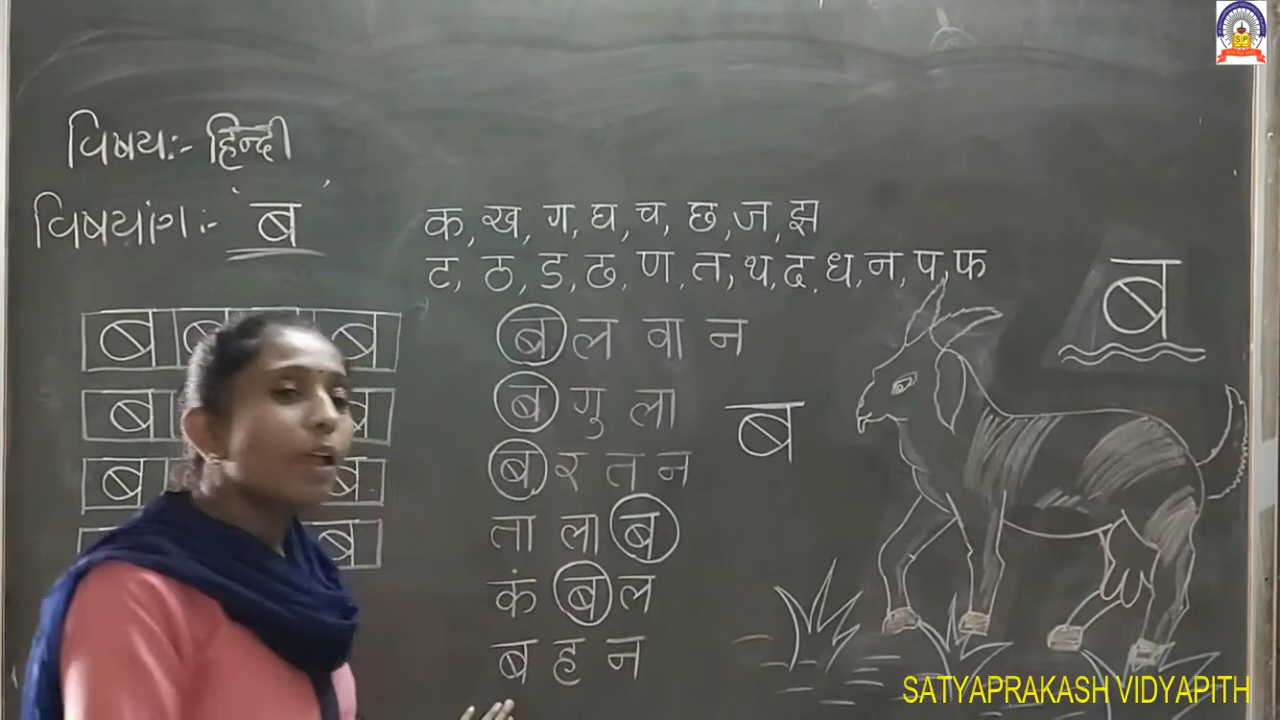 विषय:- हिन्दी
विषयांग:- 'ब'
क, ख, ग, घ, च, छ, ज, झ
ट, ठ, ड, ढ, ण, त, थ, द, ध, न, प, फ
ब
ब ब ब
ब ब
ब ब
ब
ब ल वा न
ब गु ला
ब र त न
ता ला ब
कं ब ल
ब ह न
ब
SATYAPRAKASH VIDYAPITH